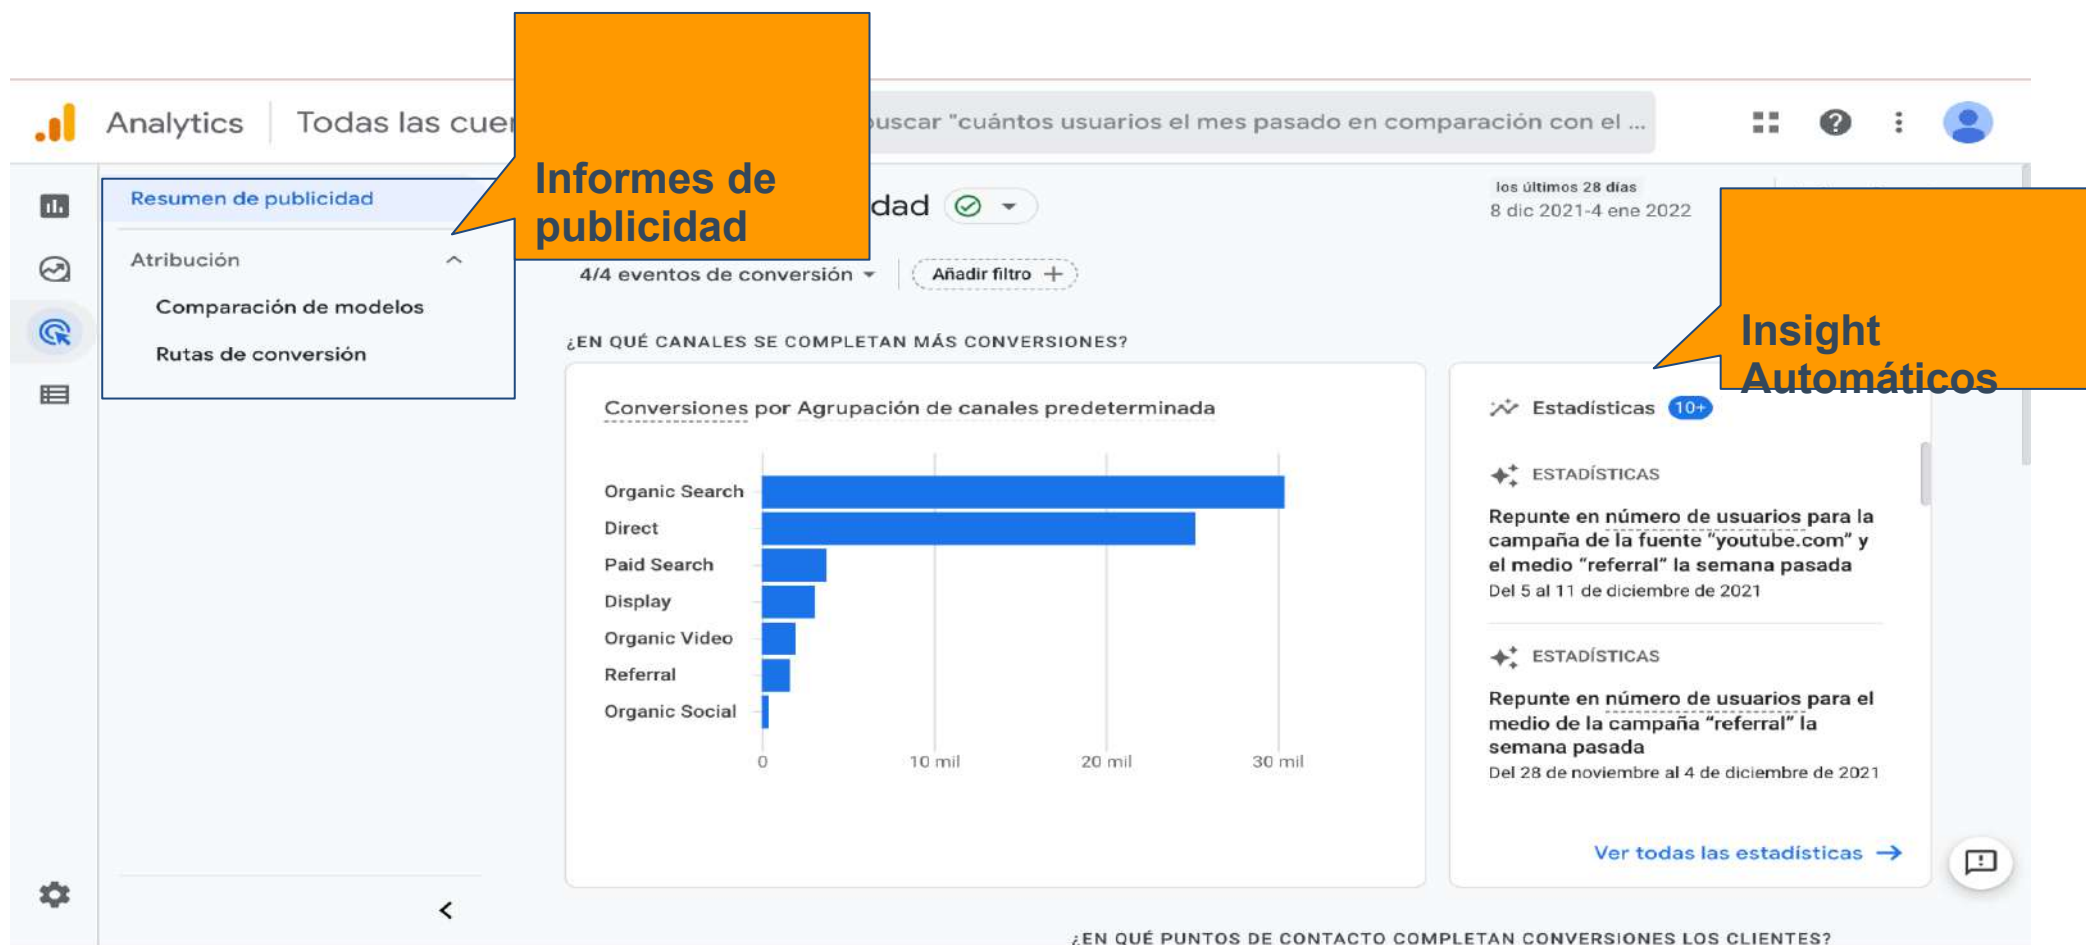 Analytics
Todas las cuen
buscar "cuántos usuarios el mes pasado en comparación con el ...
Informes de
publicidad
Resumen de publicidad
Atribución
Comparación de modelos
Rutas de conversión
dad
los últimos 28 días
8 dic 2021-4 ene 2022
4/4 eventos de conversión
Añadir filtro +
Insight
Automáticos
¿EN QUÉ CANALES SE COMPLETAN MÁS CONVERSIONES?
Conversiones por Agrupación de canales predeterminada
Organic Search
Direct
Paid Search
Display
Organic Video
Referral
Organic Social
0 10 mil 20 mil 30 mil
Estadísticas 10+
ESTADÍSTICAS
Repunte en número de usuarios para la
campaña de la fuente “youtube.com” y
el medio “referral” la semana pasada
Del 5 al 11 de diciembre de 2021
ESTADÍSTICAS
Repunte en número de usuarios para el
medio de la campaña “referral” la
semana pasada
Del 28 de noviembre al 4 de diciembre de 2021
Ver todas las estadísticas
¿EN QUÉ PUNTOS DE CONTACTO COMPLETAN CONVERSIONES LOS CLIENTES?